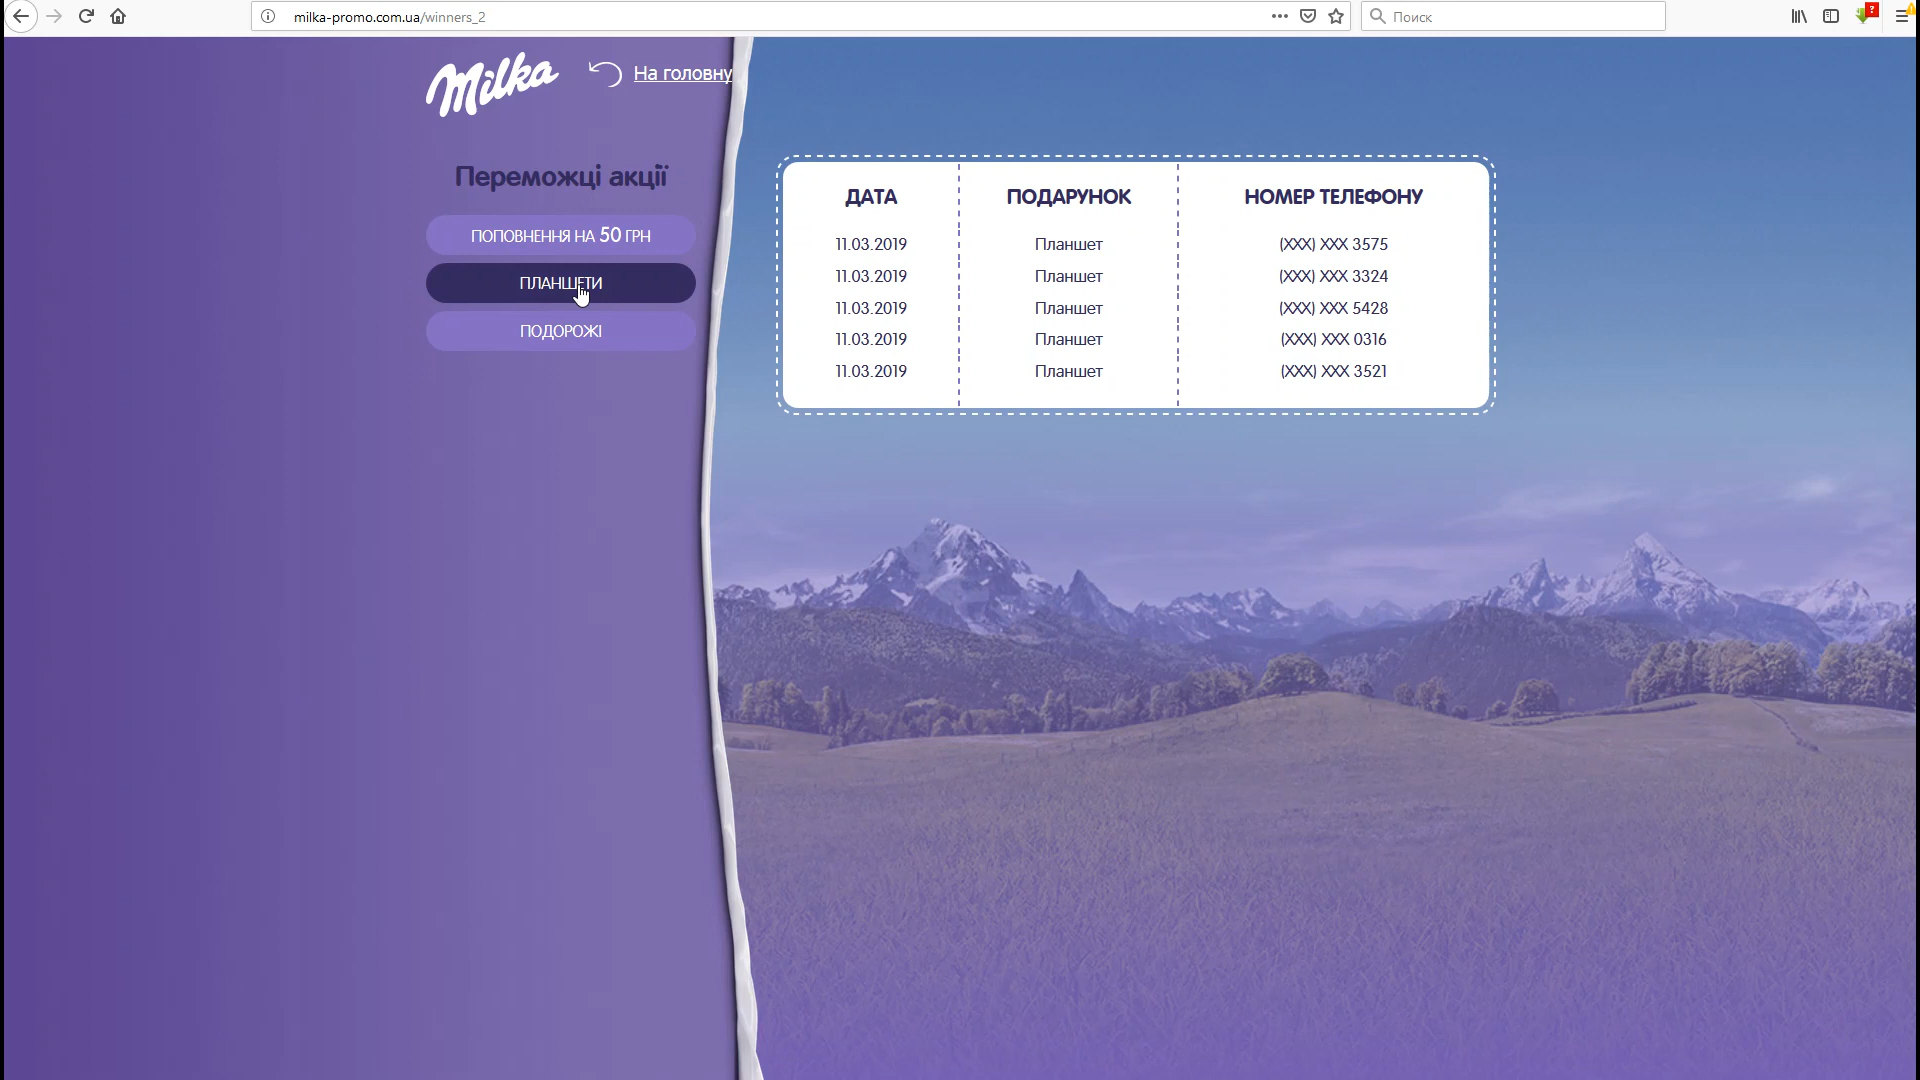 milka-promo.com.ua/winners_2
Поиск
Milka
На головну
Переможці акції
ПОПОВНЕННЯ НА 50 ГРН
ПЛАНШЕТИ
ПОДОРОЖІ
ДАТА ПОДАРУНОК НОМЕР ТЕЛЕФОНУ
11.03.2019 Планшет (XXX) XXX 3575
11.03.2019 Планшет (XXX) XXX 3324
11.03.2019 Планшет (XXX) XXX 5428
11.03.2019 Планшет (XXX) XXX 0316
11.03.2019 Планшет (XXX) XXX 3521